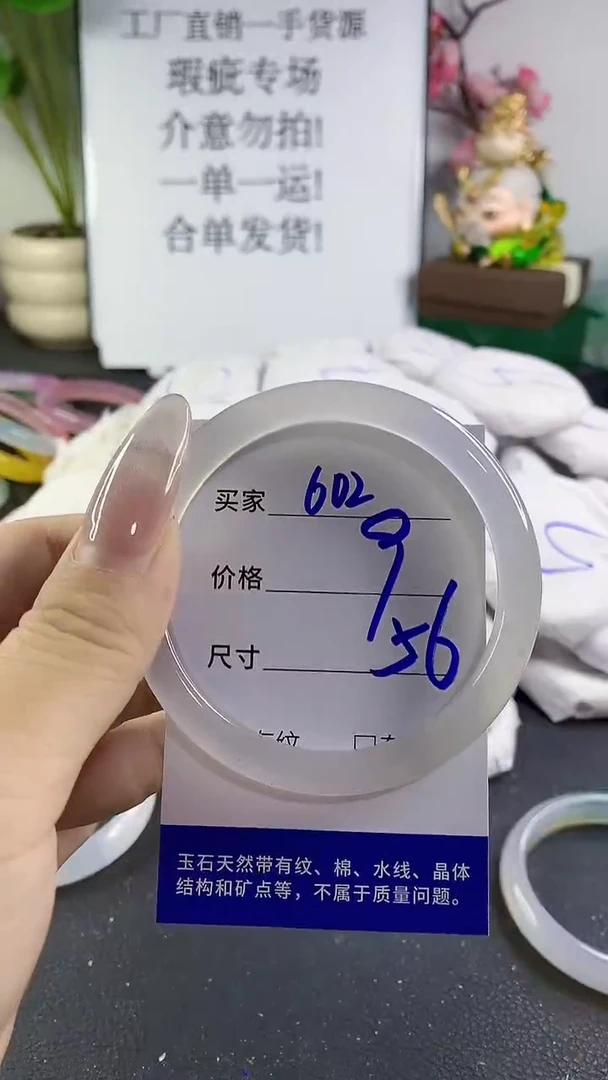 工厂直销一手货源
瑕疵专场
介意勿拍!
一单一运!
合单发货!
买家 602
价格 9
尺寸 56
有纹
玉石天然带有纹、棉、水线、晶体
结构和矿点等，不属于质量问题。